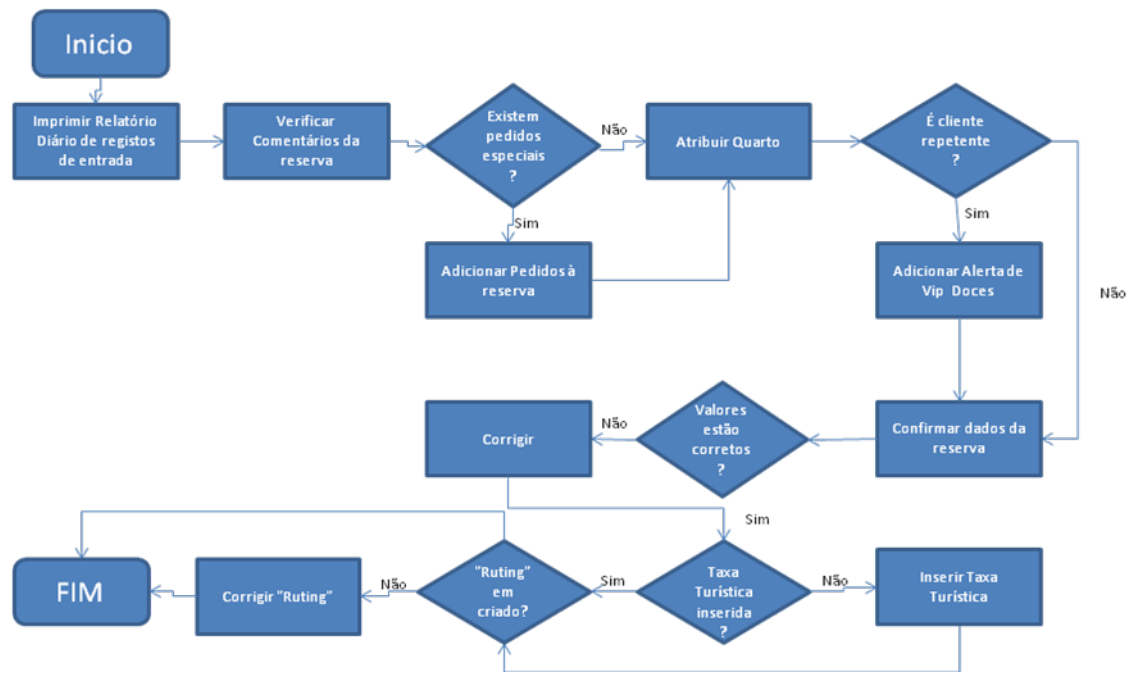 Inicio
Imprimir Relatório
Diário de registos
de entrada
Verificar
Comentários da
reserva
Existem
pedidos
especiais
?
Não
Atribuir Quarto
É cliente
repetente
?
Sim
Adicionar Pedidos à
reserva
Sim
Adicionar Alerta de
Vip Doces
Não
Corrigir
Não
Valores
estão
corretos
?
Confirmar dados da
reserva
Sim
FIM
Corrigir "Ruting"
Não
"Ruting"
em
criado?
Sim
Taxa
Turística
inserida
?
Não
Inserir Taxa
Turística